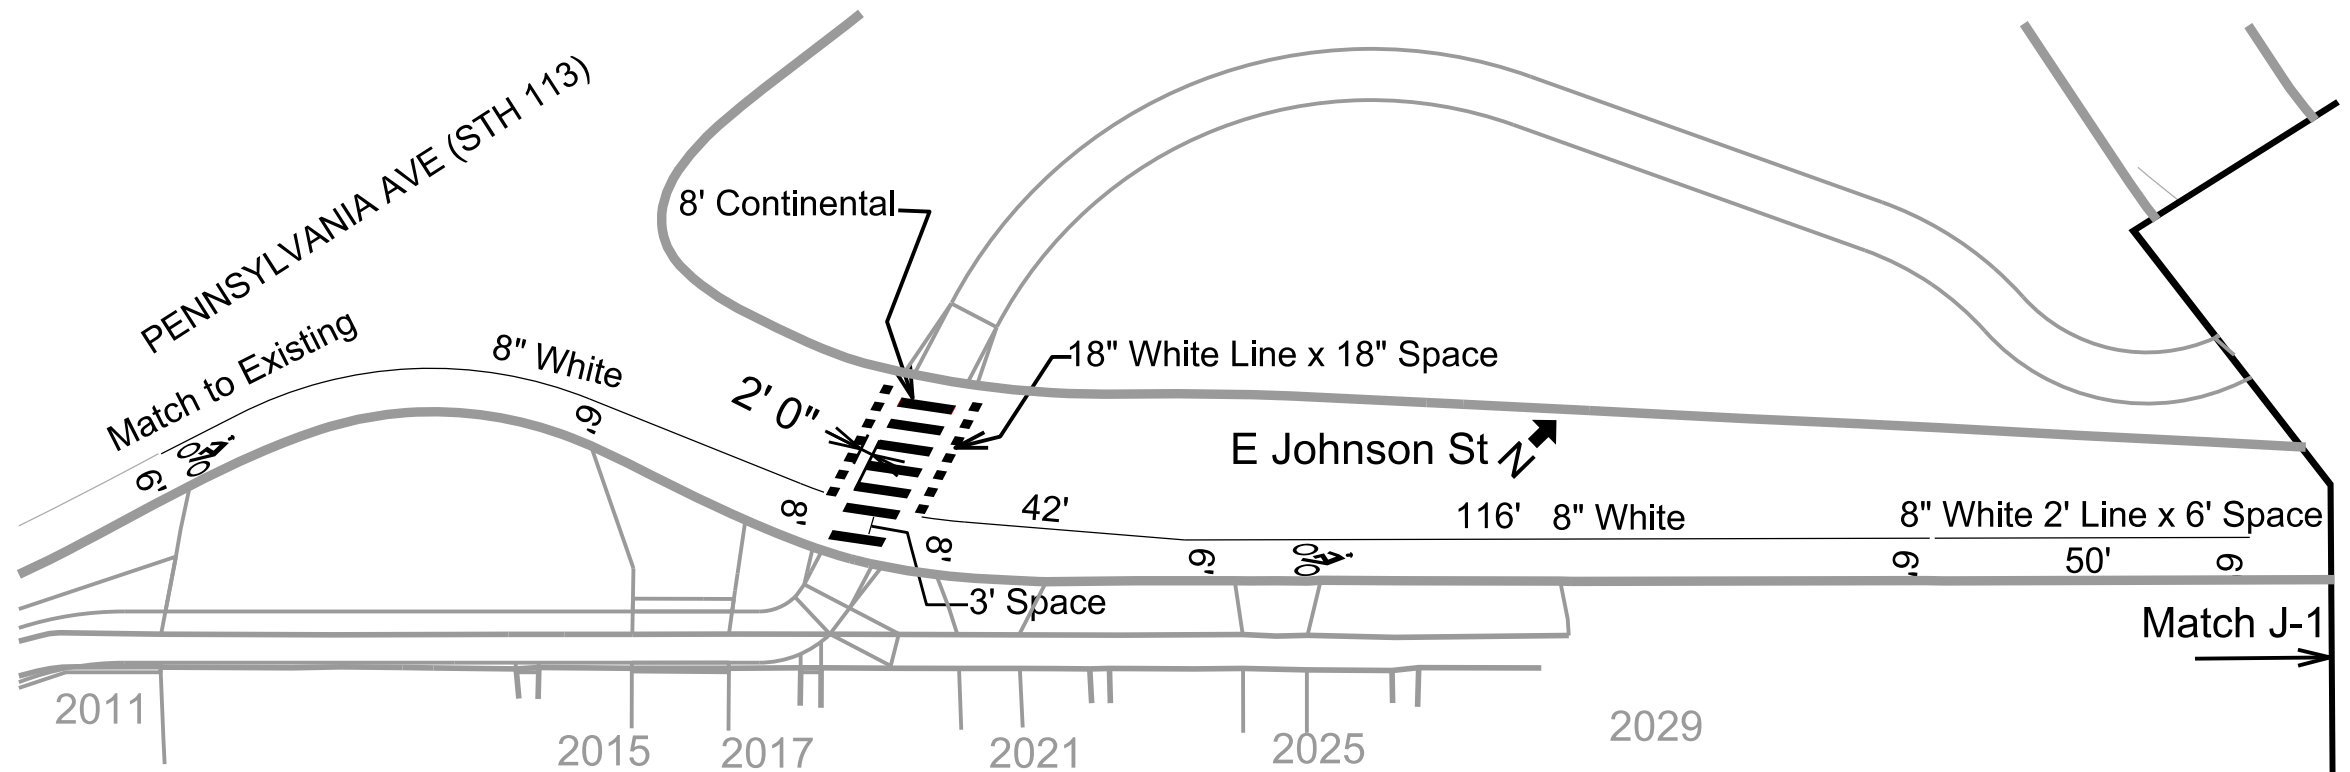 PENNSYLVANIA AVE (STH 113)
8' Continental
Match to Existing
8" White
18" White Line x 18" Space
2' 0"
6'
6'
E Johnson St
N
8'
42'
116'
8" White
8" White 2' Line x 6' Space
8'
6'
6'
50'
6'
3' Space
Match J-1
2011
2015
2017
2021
2025
2029